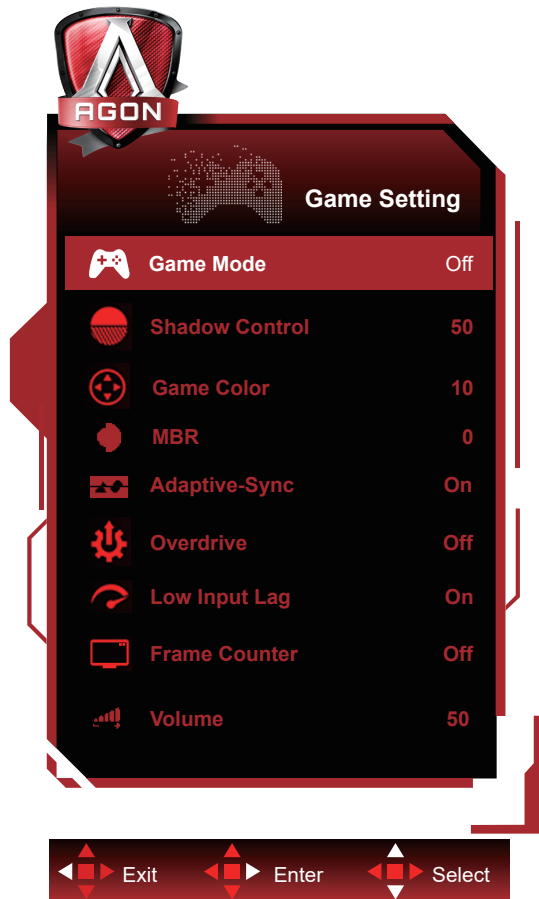 AGON
Game Setting
Game Mode Off
Shadow Control 50
Game Color 10
MBR 0
Adaptive-Sync On
Overdrive Off
Low Input Lag On
Frame Counter Off
Volume 50
Exit Enter Select